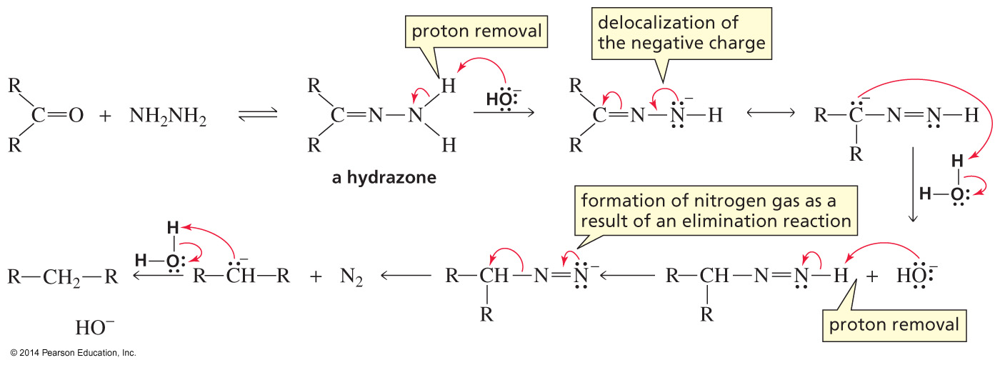 proton removal
delocalization of
the negative charge
R
R
C=O + NH₂NH₂ ⇌
R
R
C=N—N
H
H
HO:⁻
R
R
C=N—N⁻—H ↔ R—C⁻—N=N—H
R
a hydrazone
H
H—O:
formation of nitrogen gas as a
result of an elimination reaction
H
H—O:
R—CH₂—R ← R—CH⁻—R + N₂ ← R—CH—N=N⁻ ← R—CH—N=N—H + HO:⁻
R
R
proton removal
HO⁻
© 2014 Pearson Education, Inc.